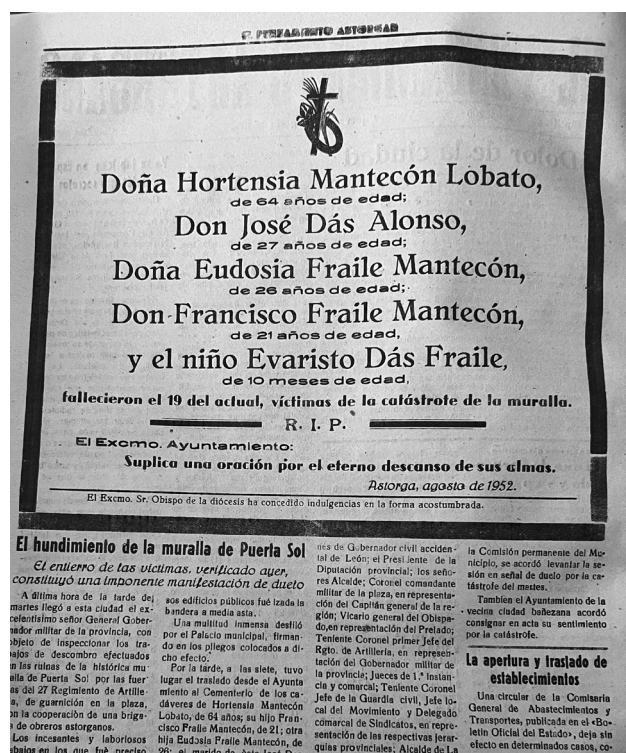 EL PENSAMIENTO ASTORGANO
Doña Hortensia Mantecón Lobato,
de 64 años de edad;
Don José Dás Alonso,
de 27 años de edad;
Doña Eudosia Fraile Mantecón,
de 26 años de edad;
Don Francisco Fraile Mantecón,
de 21 años de edad,
y el niño Evaristo Dás Fraile,
de 10 meses de edad,
fallecieron el 19 del actual, víctimas de la catástrofe de la muralla.
R. I. P.
El Excmo. Ayuntamiento:
Suplica una oración por el eterno descanso de sus almas.
Astorga, agosto de 1952.
El Excmo. Sr. Obispo de la diócesis ha concedido indulgencias en la forma acostumbrada.
El hundimiento de la muralla de Puerta Sol
El entierro de las víctimas, verificado ayer,
constituyó una imponente manifestación de duelo
A última hora de la tarde del
martes llegó a esta ciudad el ex-
celentísimo señor General Gober-
nador militar de la provincia, con
objeto de inspeccionar los tra-
bajos de descombro efectuados
en las ruinas de la histórica mu-
alla de Puerta Sol por las fuer
as del 27 Regimiento de Artille-
a, de guarnición en la plaza,
on la cooperación de una briga-
de obreros astorganos.
Los incesantes y laboriosos
abajos en los que fué preciso
sos edificios públicos fué izada la
bandera a media asta.
Una multitud inmensa desfiló
por el Palacio municipal, firman-
do en los pliegos colocados a di-
cho efecto.
Por la tarde, a las siete, tuvo
lugar el traslado desde el Ayunta
miento al Cementerio de los ca-
dáveres de Hortensia Mantecón
Lobato, de 64 años; su hijo Fran-
cisco Fraile Mantecón, de 21; otra
hija Eudosia Fraile Mantecón, de
26; el marido de ésta José D
nes de Gobernador civil acciden-
tal de León; el Presidente de la
Diputación provincial; los seño-
res Alcalde; Coronel comandante
militar de la plaza, en representa-
ción del Capitán general de la re-
gión; Vicario general del Obispa-
do, en representación del Prelado;
Teniente Coronel primer Jefe del
Rgto. de Artillería, en represen-
tación del Gobernador militar de
la provincia; Jueces de 1.ª Instan-
cia y comarcal; Teniente Coronel
Jefe de la Guardia civil, Jefe lo-
cal del Movimiento y Delegado
comarcal de Sindicatos, en repre-
sentación de las respectivas Jerar-
quías provinciales; Alcalde de La
la Comisión permanente del Mu-
nicipio, se acordó levantar la se-
sión en señal de duelo por la ca-
tástrofe del martes.
También el Ayuntamiento de la
vecina ciudad bañezana acordó
consignar en acta su sentimiento
por la catástrofe.
La apertura y traslado de
establecimientos
Una circular de la Comisaría
General de Abastecimientos y
Transportes, publicada en el «Bo-
letín Oficial del Estado», deja sin
efecto en determinados casos, co-